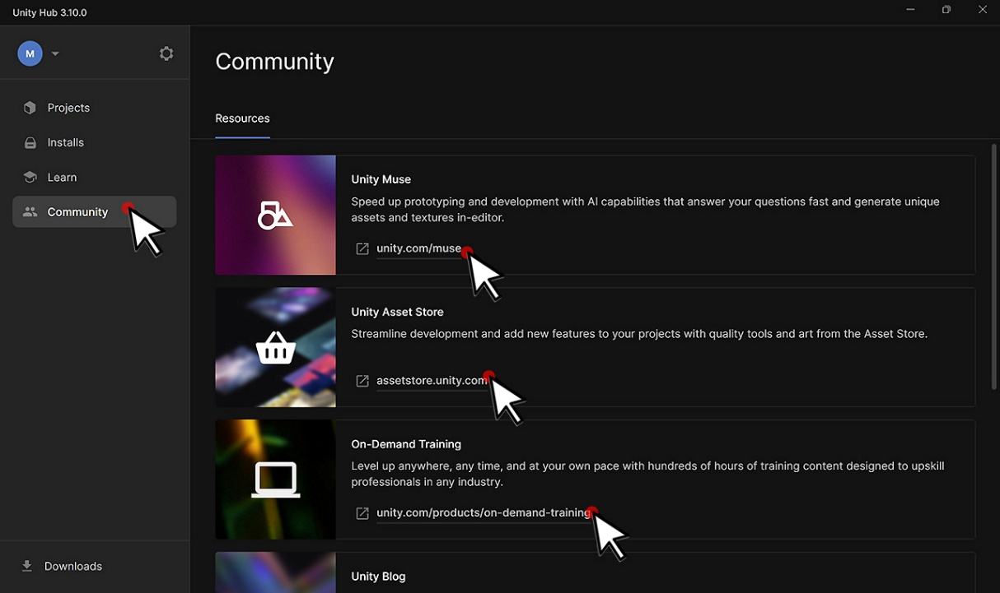 Unity Hub 3.10.0
M
Projects
Installs
Learn
Community
Downloads
Community
Resources
Unity Muse
Speed up prototyping and development with AI capabilities that answer your questions fast and generate unique
assets and textures in-editor.
unity.com/muse
Unity Asset Store
Streamline development and add new features to your projects with quality tools and art from the Asset Store.
assetstore.unity.com
On-Demand Training
Level up anywhere, any time, and at your own pace with hundreds of hours of training content designed to upskill
professionals in any industry.
unity.com/products/on-demand-training
Unity Blog